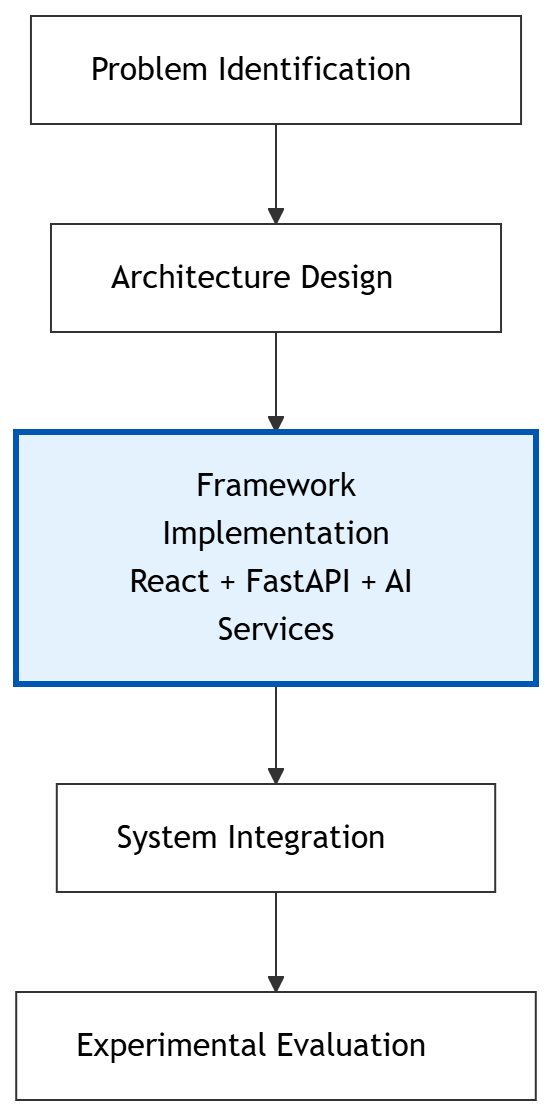 Problem Identification
Architecture Design
Framework
Implementation
React + FastAPI + AI
Services
System Integration
Experimental Evaluation